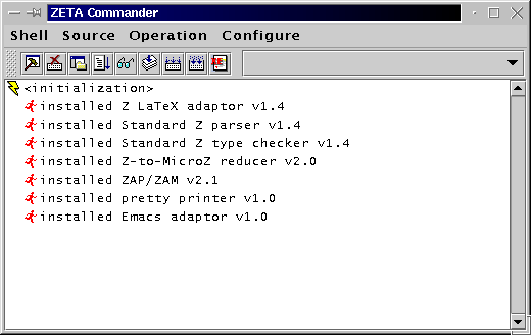 ZETA Commander
Shell Source Operation Configure
<initialization>
installed Z LaTeX adaptor v1.4
installed Standard Z parser v1.4
installed Standard Z type checker v1.4
installed Z-to-MicroZ reducer v2.0
installed ZAP/ZAM v2.1
installed pretty printer v1.0
installed Emacs adaptor v1.0